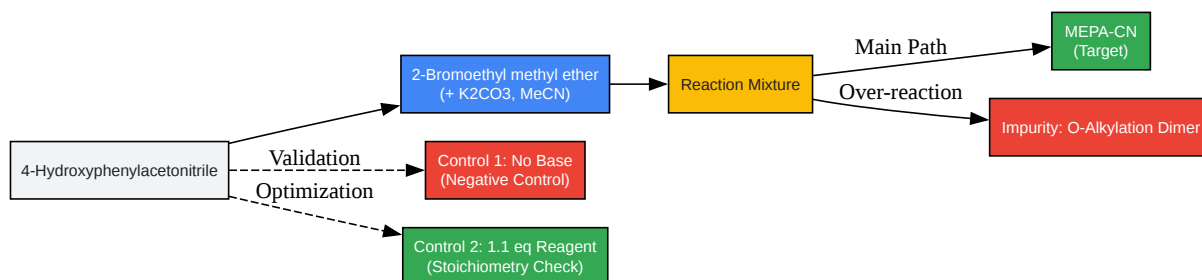 MEPA-CN
(Target)
Main Path
2-Bromoethyl methyl ether
(+ K2CO3, MeCN)
Reaction Mixture
Over-reaction
Impurity: O-Alkylation Dimer
4-Hydroxyphenylacetonitrile
Validation
Control 1: No Base
(Negative Control)
Optimization
Control 2: 1.1 eq Reagent
(Stoichiometry Check)